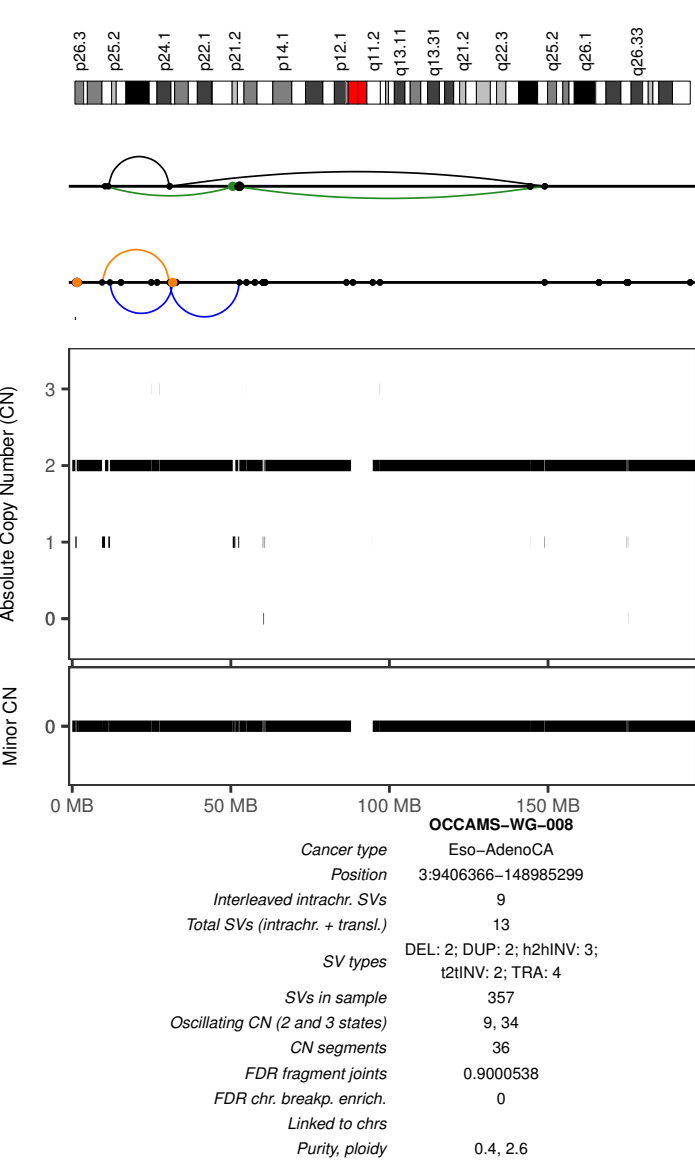 p26.3 p25.2 p24.1 p22.1 p21.2 p14.1 p12.1 q11.2 q13.11 q13.31 q21.2 q22.3 q25.2 q26.1 q26.33
Absolute Copy Number (CN)
3
2
1
0
Minor CN
0
0 MB 50 MB 100 MB 150 MB
OCCAMS−WG−008
Cancer type Eso−AdenoCA
Position 3:9406366−148985299
Interleaved intrachr. SVs 9
Total SVs (intrachr. + transl.) 13
SV types DEL: 2; DUP: 2; h2hINV: 3;
t2tINV: 2; TRA: 4
SVs in sample 357
Oscillating CN (2 and 3 states) 9, 34
CN segments 36
FDR fragment joints 0.9000538
FDR chr. breakp. enrich. 0
Linked to chrs
Purity, ploidy 0.4, 2.6